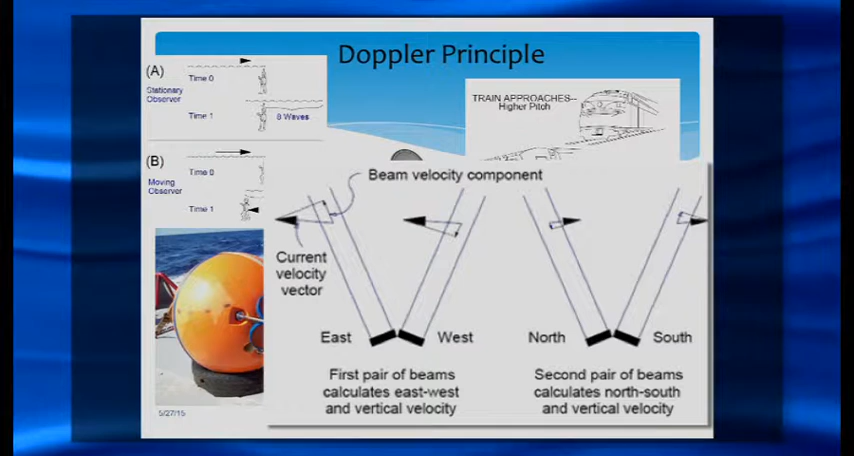 Doppler Principle
(A)
Stationary
Observer
Time 0
Time 1
8 Waves
(B)
Moving
Observer
Time 0
Time 1
TRAIN APPROACHES--
Higher Pitch
Beam velocity component
Current
velocity
vector
East
West
North
South
First pair of beams
calculates east-west
and vertical velocity
Second pair of beams
calculates north-south
and vertical velocity
5/27/15